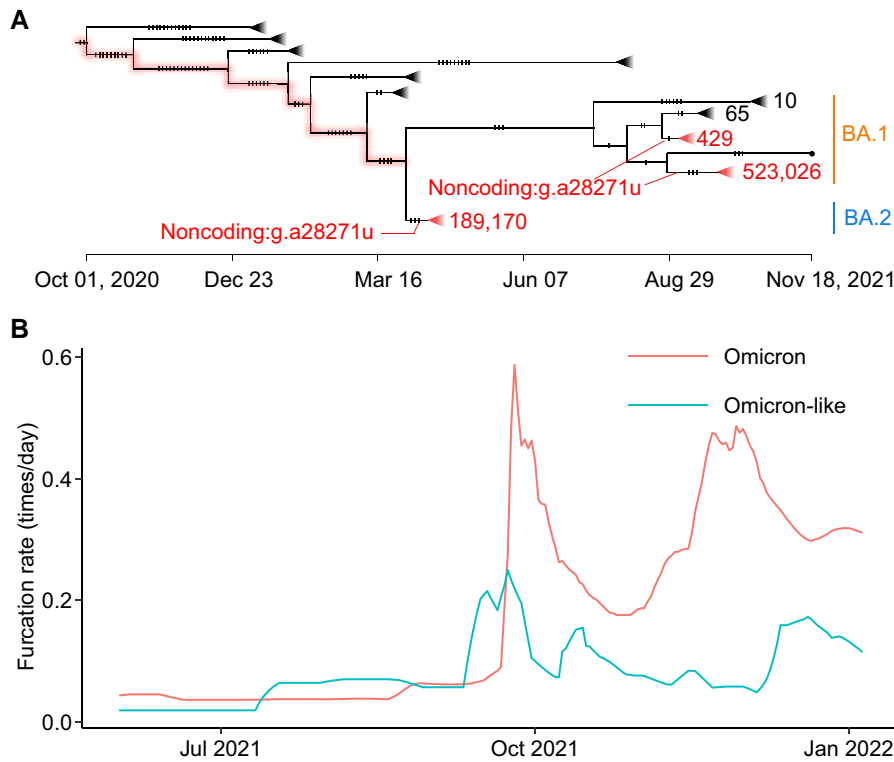 A
10
65
BA.1
429
523,026
Noncoding:g.a28271u
189,170
BA.2
Noncoding:g.a28271u
Oct 01, 2020 Dec 23 Mar 16 Jun 07 Aug 29 Nov 18, 2021
B
Furcation rate (times/day)
0.6
0.4
0.2
0.0
Omicron
Omicron-like
Jul 2021 Oct 2021 Jan 2022